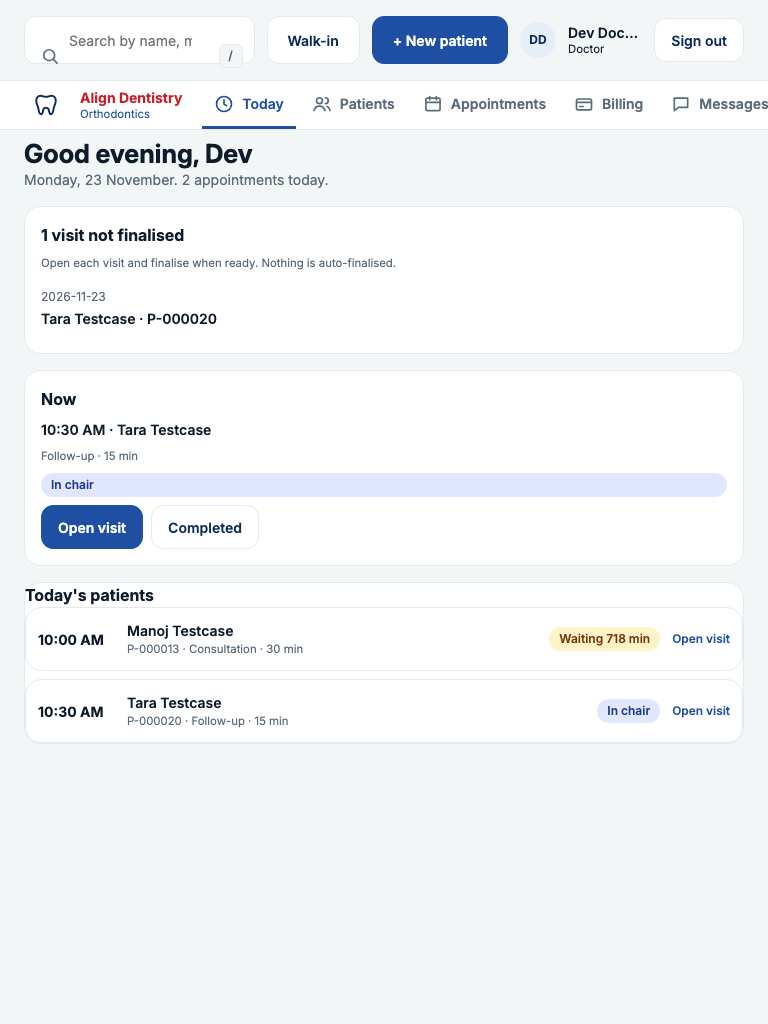 Search by name, m
/
Walk-in
+ New patient
DD
Dev Doc...
Doctor
Sign out
Align Dentistry
Orthodontics
Today
Patients
Appointments
Billing
Messages
Good evening, Dev
Monday, 23 November. 2 appointments today.
1 visit not finalised
Open each visit and finalise when ready. Nothing is auto-finalised.
2026-11-23
Tara Testcase · P-000020
Now
10:30 AM · Tara Testcase
Follow-up · 15 min
In chair
Open visit
Completed
Today's patients
10:00 AM
Manoj Testcase
P-000013 · Consultation · 30 min
Waiting 718 min
Open visit
10:30 AM
Tara Testcase
P-000020 · Follow-up · 15 min
In chair
Open visit